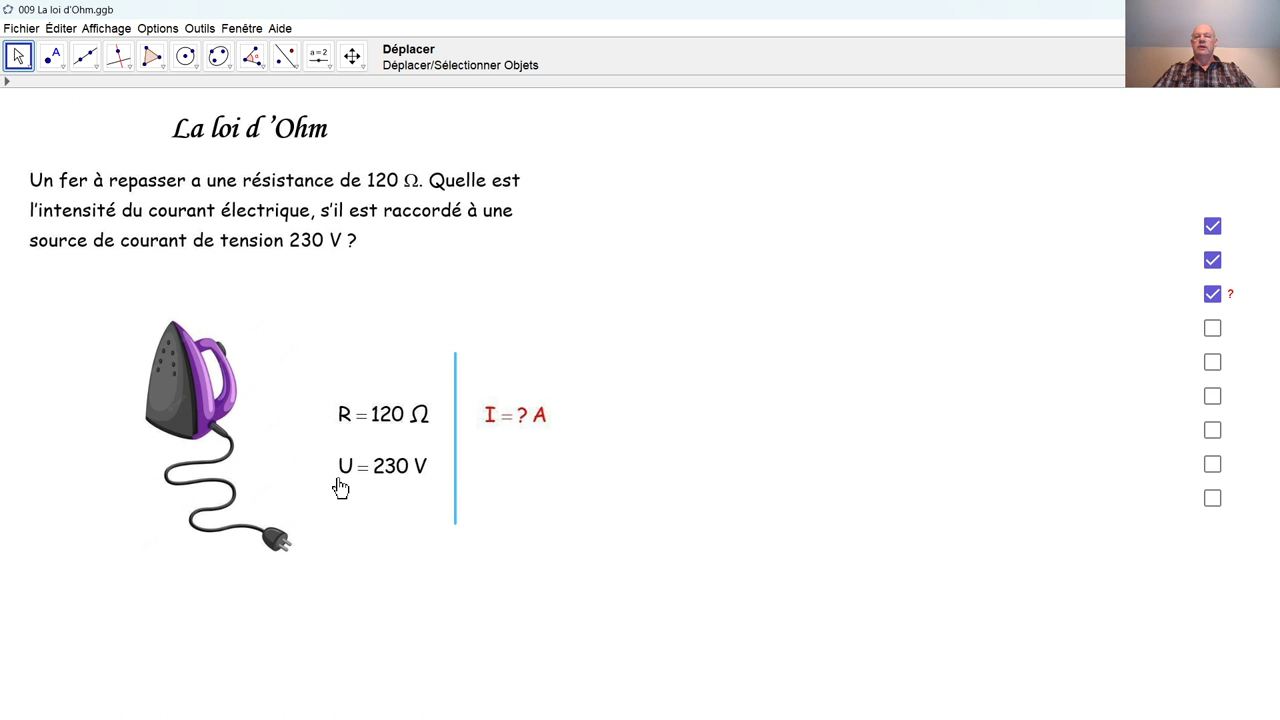 009 La loi d'Ohm.ggb
Fichier Éditer Affichage Options Outils Fenêtre Aide
A
a=2
Déplacer
Déplacer/Sélectionner Objets
La loi d 'Ohm
Un fer à repasser a une résistance de 120 Ω. Quelle est
l'intensité du courant électrique, s'il est raccordé à une
source de courant de tension 230 V ?
?
R = 120 Ω
I = ? A
U = 230 V